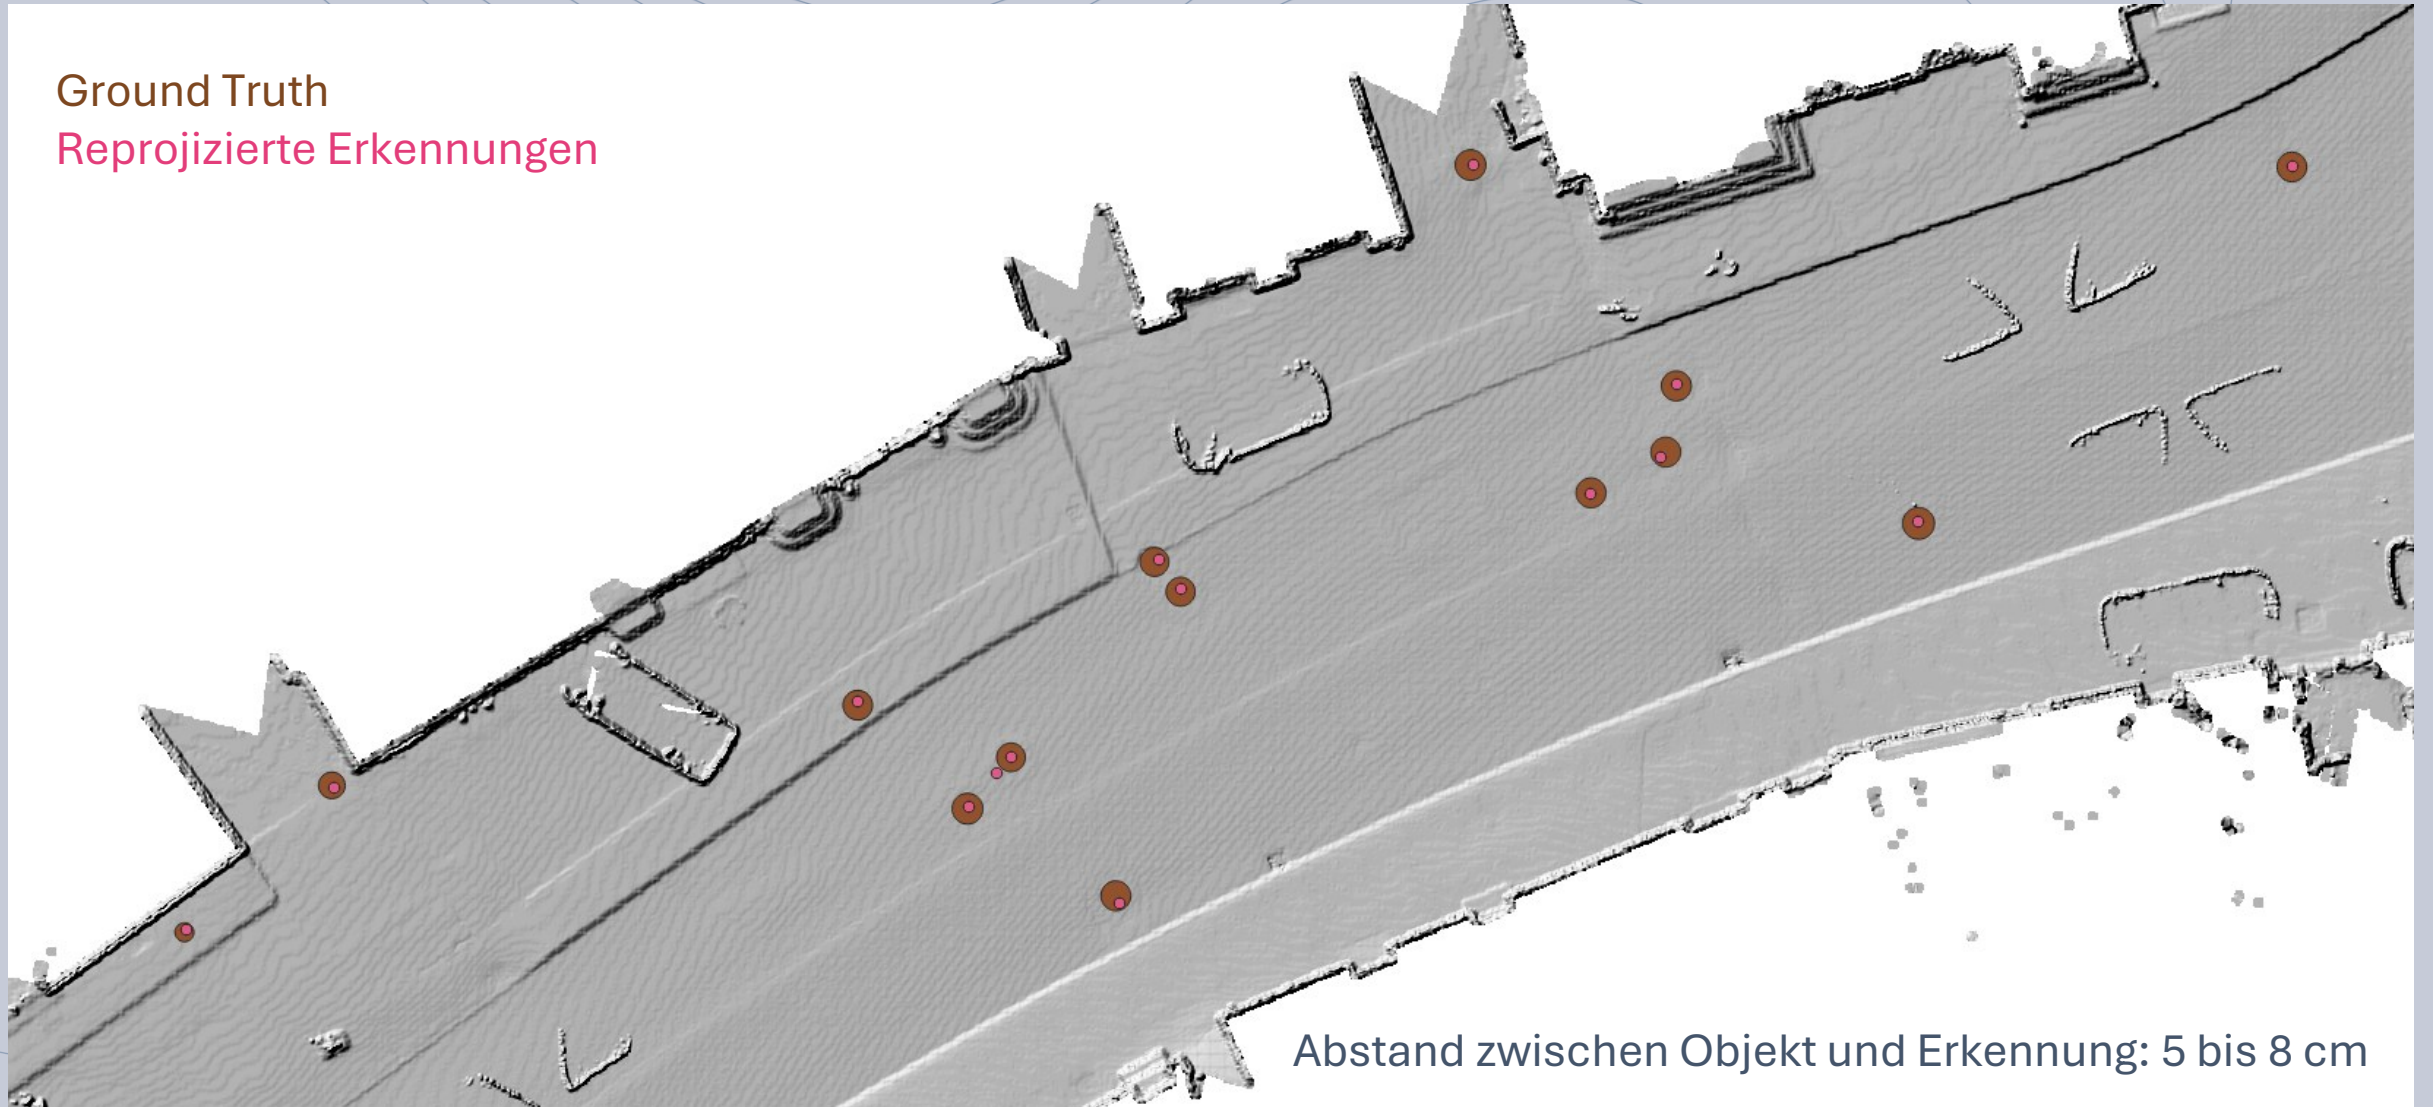 Ground Truth
Reprojizierte Erkennungen
Abstand zwischen Objekt und Erkennung: 5 bis 8 cm